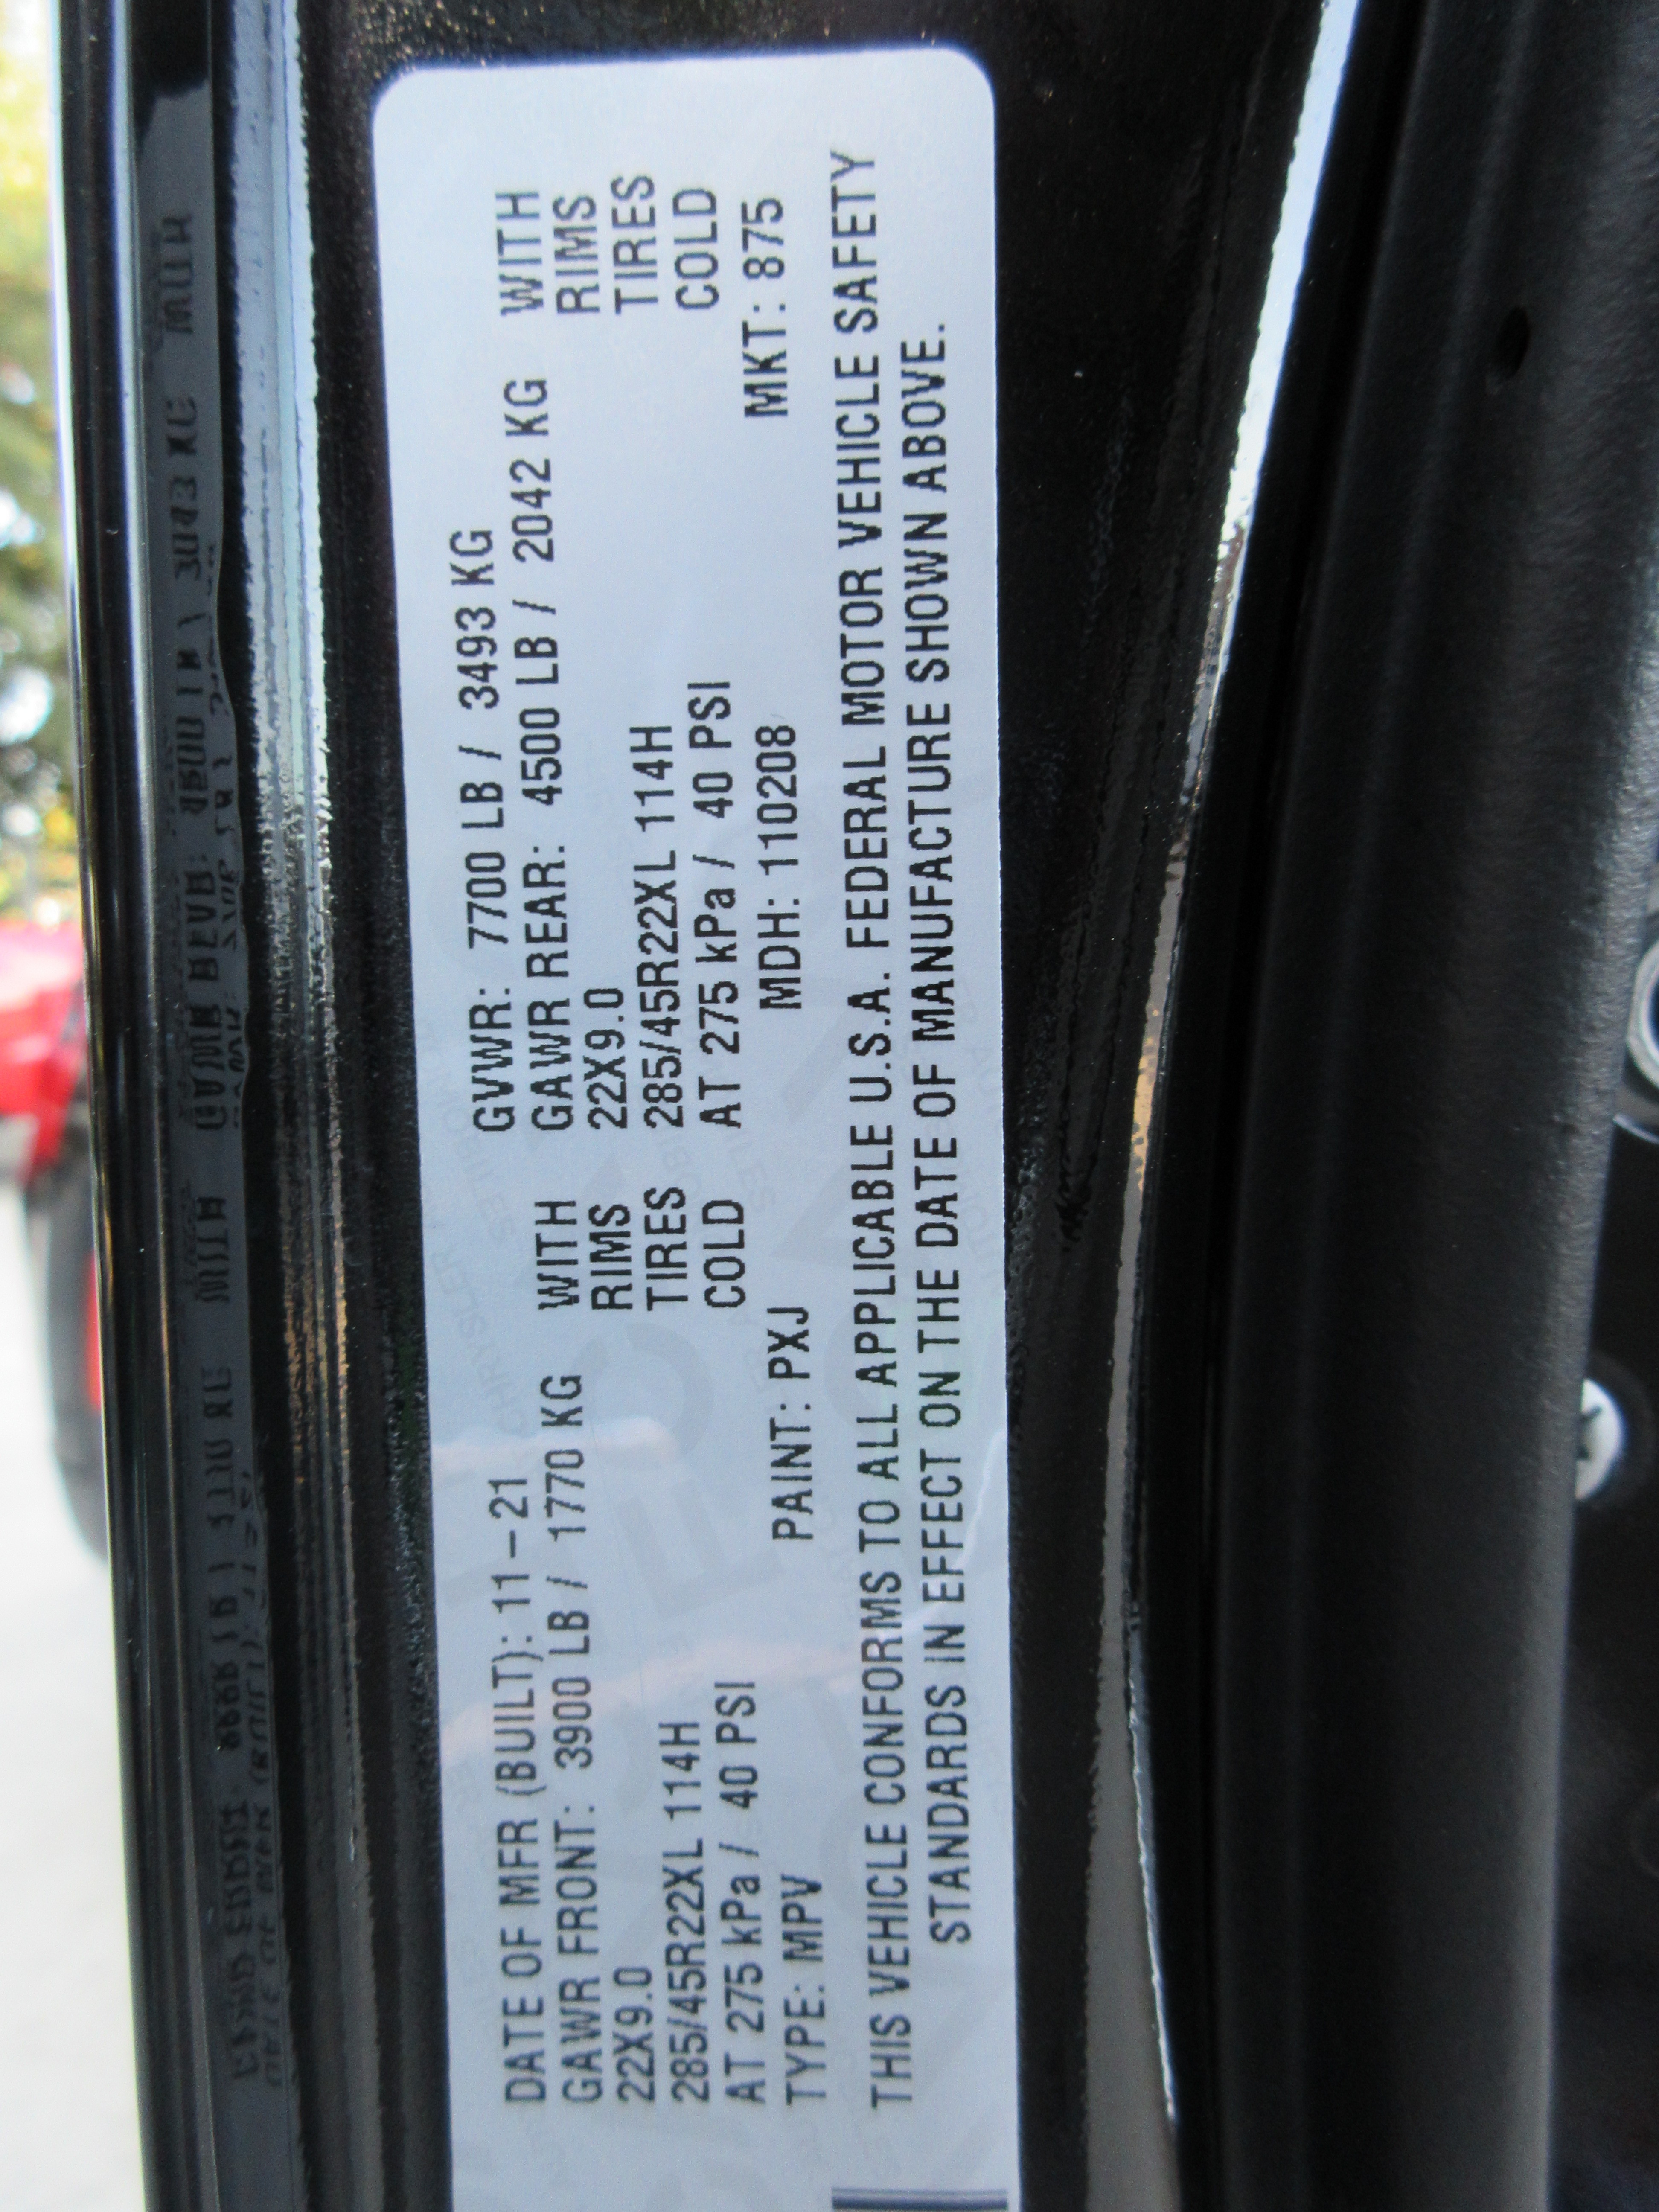 DATE OF MFR (BUILT): 11-21 GVWR: 7700 LB / 3493 KG
GAWR FRONT: 3900 LB / 1770 KG WITH GAWR REAR: 4500 LB / 2042 KG WITH
22X9.0 RIMS 22X9.0 RIMS
285/45R22XL 114H TIRES 285/45R22XL 114H TIRES
AT 275 kPa / 40 PSI COLD AT 275 kPa / 40 PSI COLD
TYPE: MPV PAINT: PXJ MDH: 110208 MKT: 875
THIS VEHICLE CONFORMS TO ALL APPLICABLE U.S.A. FEDERAL MOTOR VEHICLE SAFETY
STANDARDS IN EFFECT ON THE DATE OF MANUFACTURE SHOWN ABOVE.